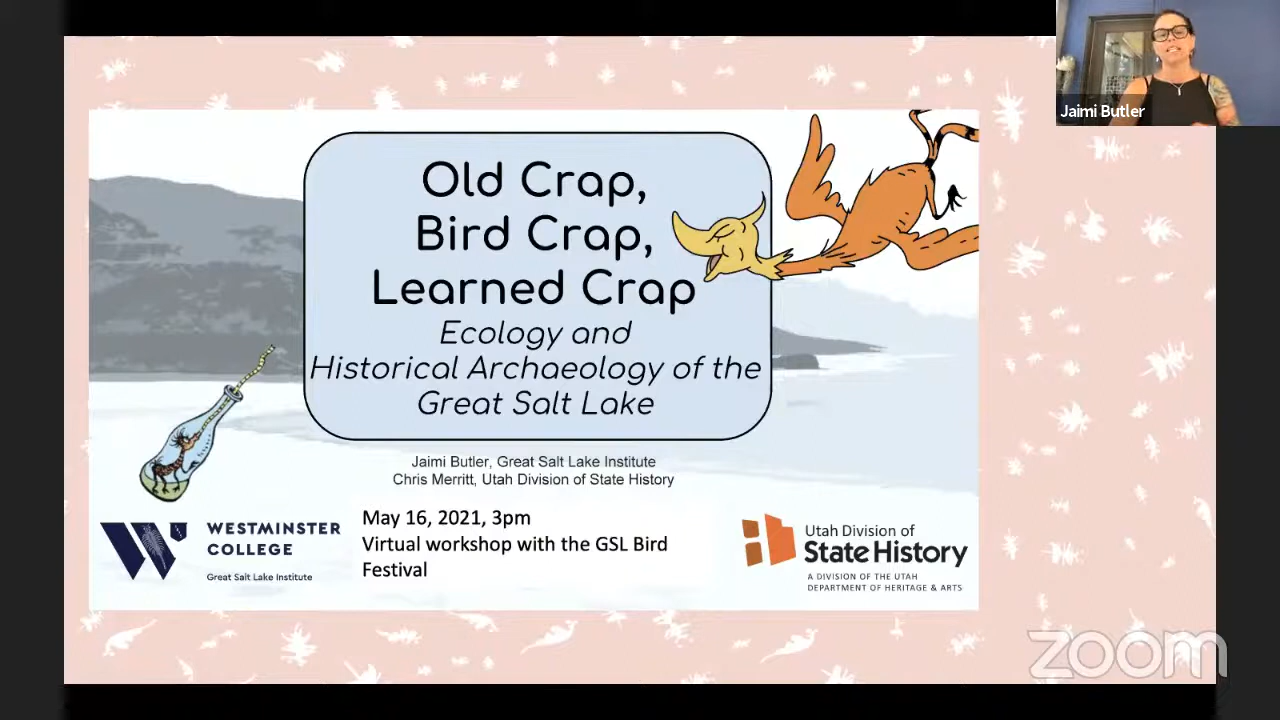 Jaimi Butler
Old Crap,
Bird Crap,
Learned Crap
Ecology and
Historical Archaeology of the
Great Salt Lake
Jaimi Butler, Great Salt Lake Institute
Chris Merritt, Utah Division of State History
May 16, 2021, 3pm
Virtual workshop with the GSL Bird
Festival
WESTMINSTER
COLLEGE
Great Salt Lake Institute
Utah Division of
State History
A DIVISION OF THE UTAH
DEPARTMENT OF HERITAGE & ARTS
zoom